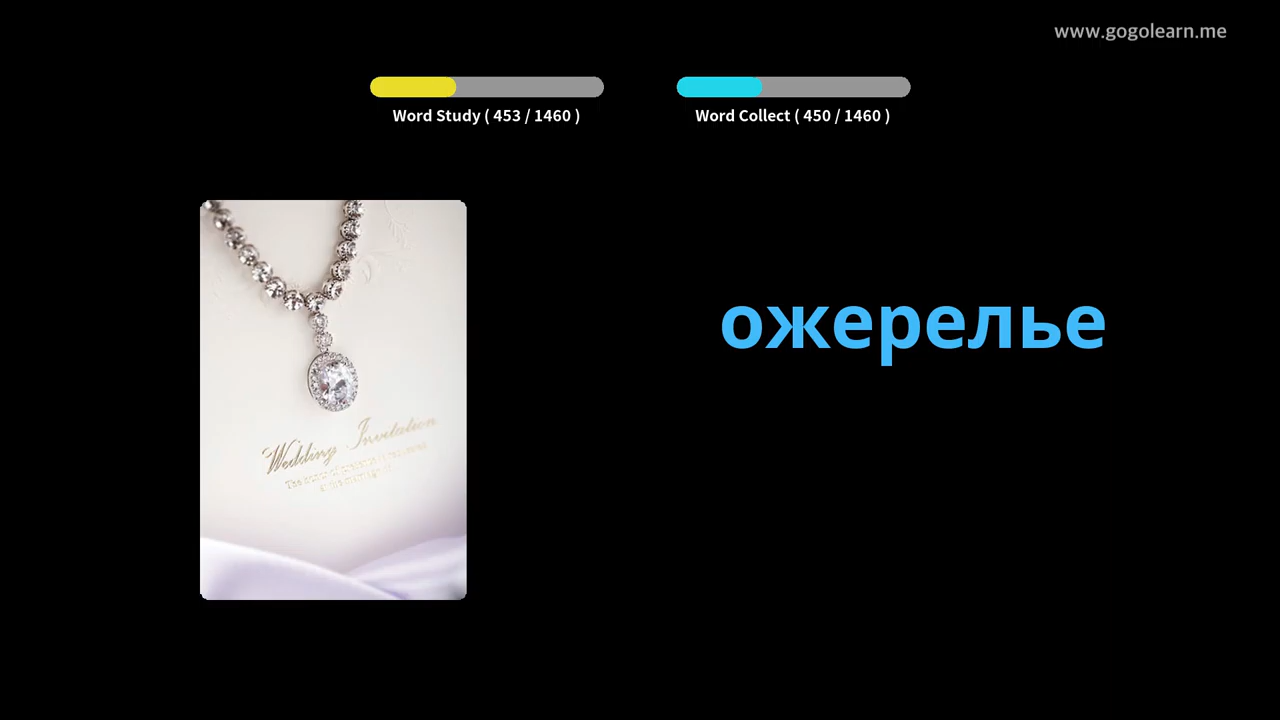 www.gogolearn.me
Word Study ( 453 / 1460 )
Word Collect ( 450 / 1460 )
ожерелье
Wedding Invitation